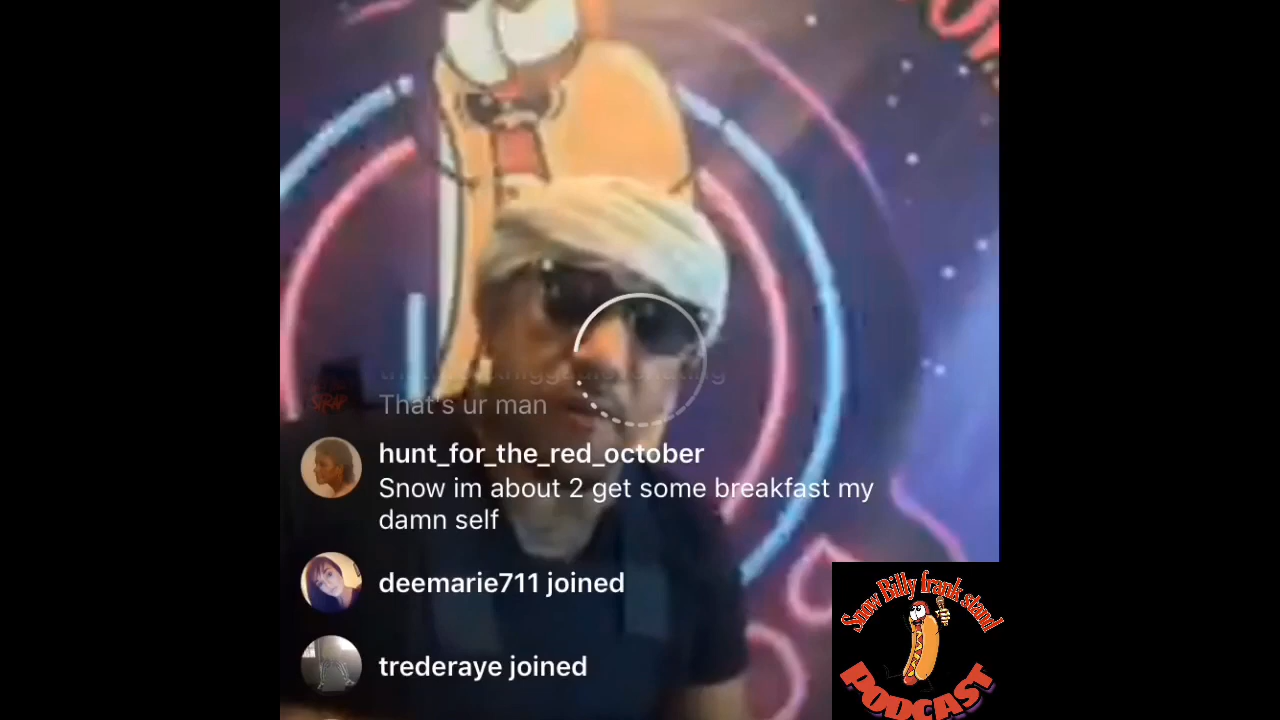 That's ur man
STRAP
hunt_for_the_red_october
Snow im about 2 get some breakfast my
damn self
deemarie711 joined
trederaye joined
Snow Billy frank stand
PODCAST